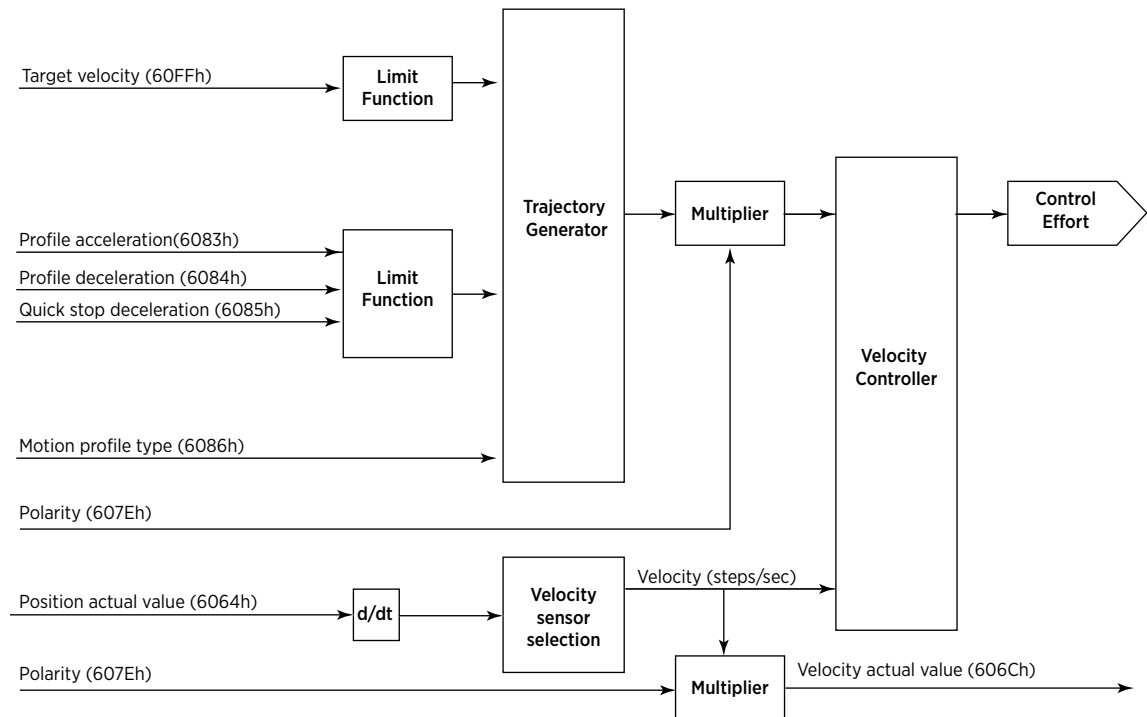 Target velocity (60FFh)
Limit
Function
Profile acceleration(6083h)
Profile deceleration (6084h)
Quick stop deceleration (6085h)
Limit
Function
Motion profile type (6086h)
Polarity (607Eh)
Trajectory
Generator
Multiplier
Velocity
Controller
Control
Effort
Position actual value (6064h)
d/dt
Velocity
sensor
selection
Velocity (steps/sec)
Polarity (607Eh)
Multiplier
Velocity actual value (606Ch)